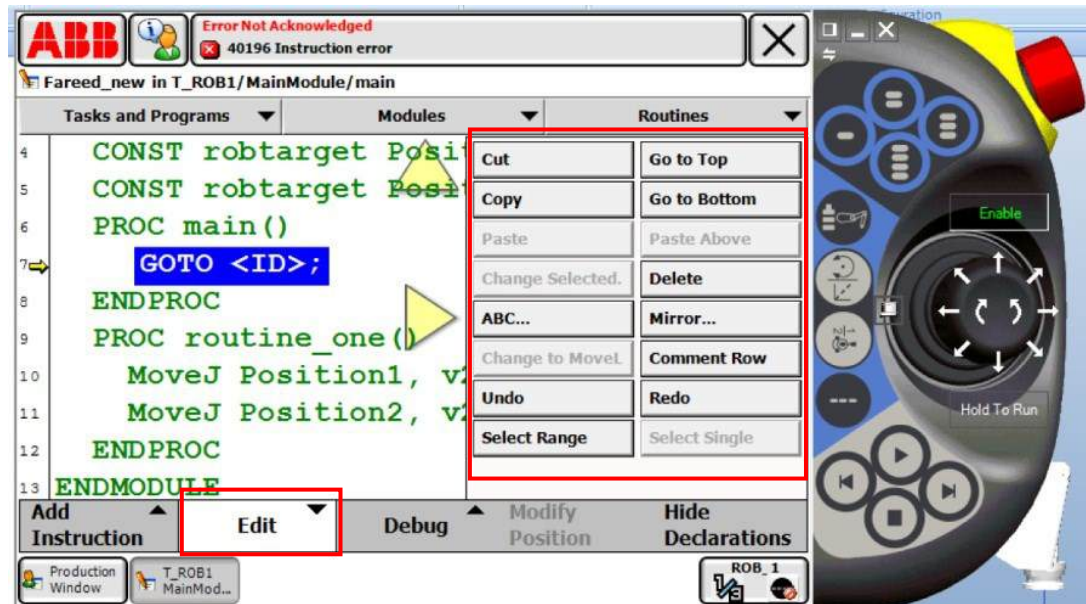 uration
ABB
Error Not Acknowledged
40196 Instruction error
Fareed_new in T_ROB1/MainModule/main
Tasks and Programs Modules Routines
4 CONST robtarget Posit
5 CONST robtarget Posit
6 PROC main()
7 GOTO <ID>;
8 ENDPROC
9 PROC routine_one()
10 MoveJ Position1, v
11 MoveJ Position2, v
12 ENDPROC
13 ENDMODULE
Cut Go to Top
Copy Go to Bottom
Paste Paste Above
Change Selected. Delete
ABC... Mirror...
Change to MoveL Comment Row
Undo Redo
Select Range Select Single
Add Instruction
Edit
Debug
Modify Position
Hide Declarations
Production Window
T_ROB1 MainMod...
ROB_1
1/3
Enable
Hold To Run